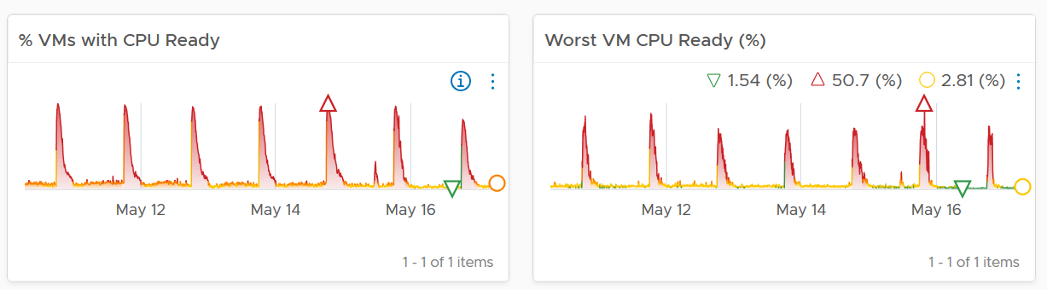 % VMs with CPU Ready
May 12 May 14 May 16
1 - 1 of 1 items
Worst VM CPU Ready (%)
1.54 (%) 50.7 (%) 2.81 (%)
May 12 May 14 May 16
1 - 1 of 1 items